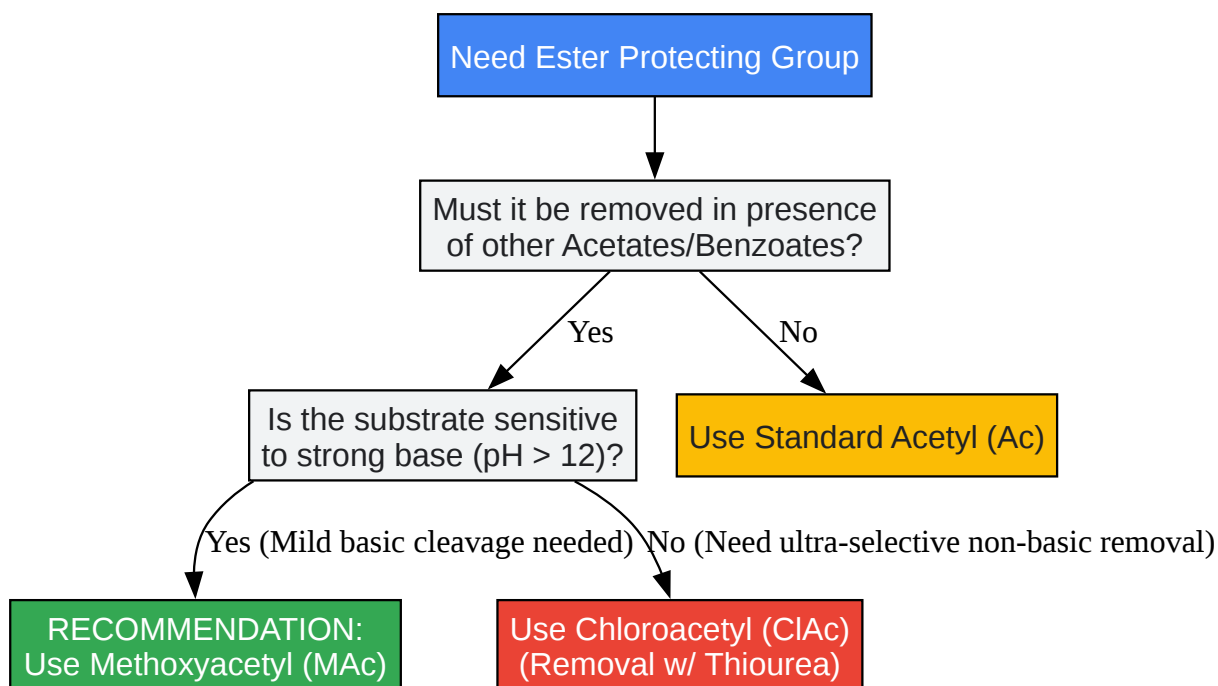 Need Ester Protecting Group
Must it be removed in presence
of other Acetates/Benzoates?
Yes
No
Is the substrate sensitive
to strong base (pH > 12)?
Use Standard Acetyl (Ac)
Yes (Mild basic cleavage needed)
No (Need ultra-selective non-basic removal)
RECOMMENDATION:
Use Methoxyacetyl (MAc)
Use Chloroacetyl (ClAc)
(Removal w/ Thiourea)